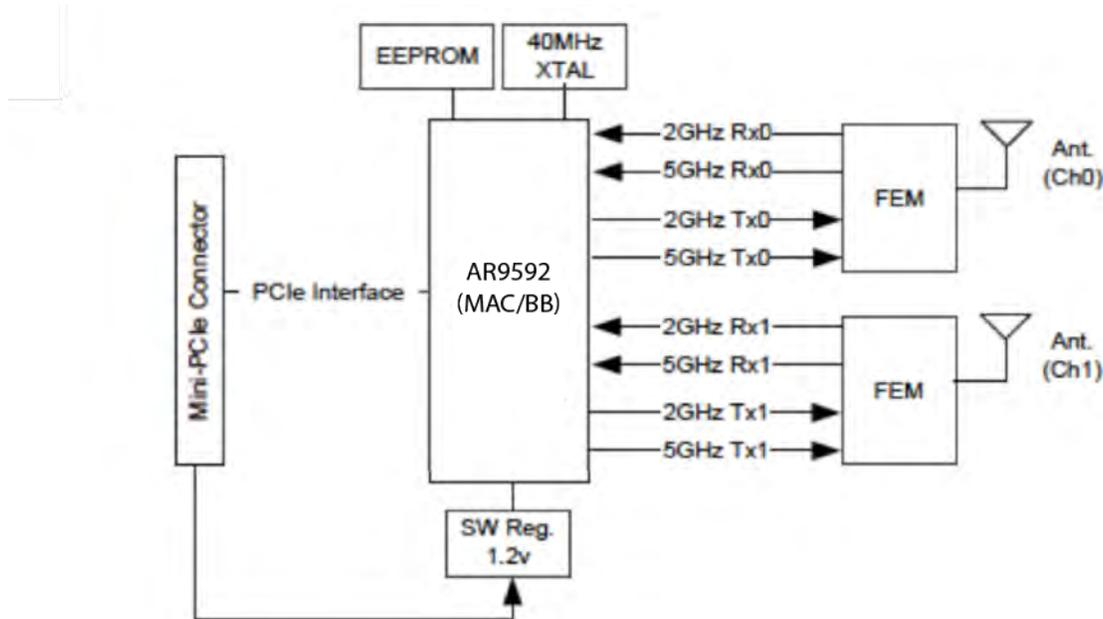 EEPROM
40MHz
XTAL
2GHz Rx0
5GHz Rx0
2GHz Tx0
5GHz Tx0
FEM
Ant.
(Ch0)
Mini-PCIe Connector
PCIe Interface
AR9592
(MAC/BB)
2GHz Rx1
5GHz Rx1
2GHz Tx1
5GHz Tx1
FEM
Ant.
(Ch1)
SW Reg.
1.2v